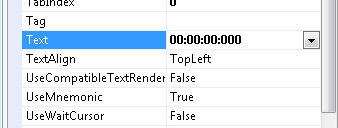 TabIndex 0
Tag
Text 00:00:00:000
TextAlign TopLeft
UseCompatibleTextRender False
UseMnemonic True
UseWaitCursor False